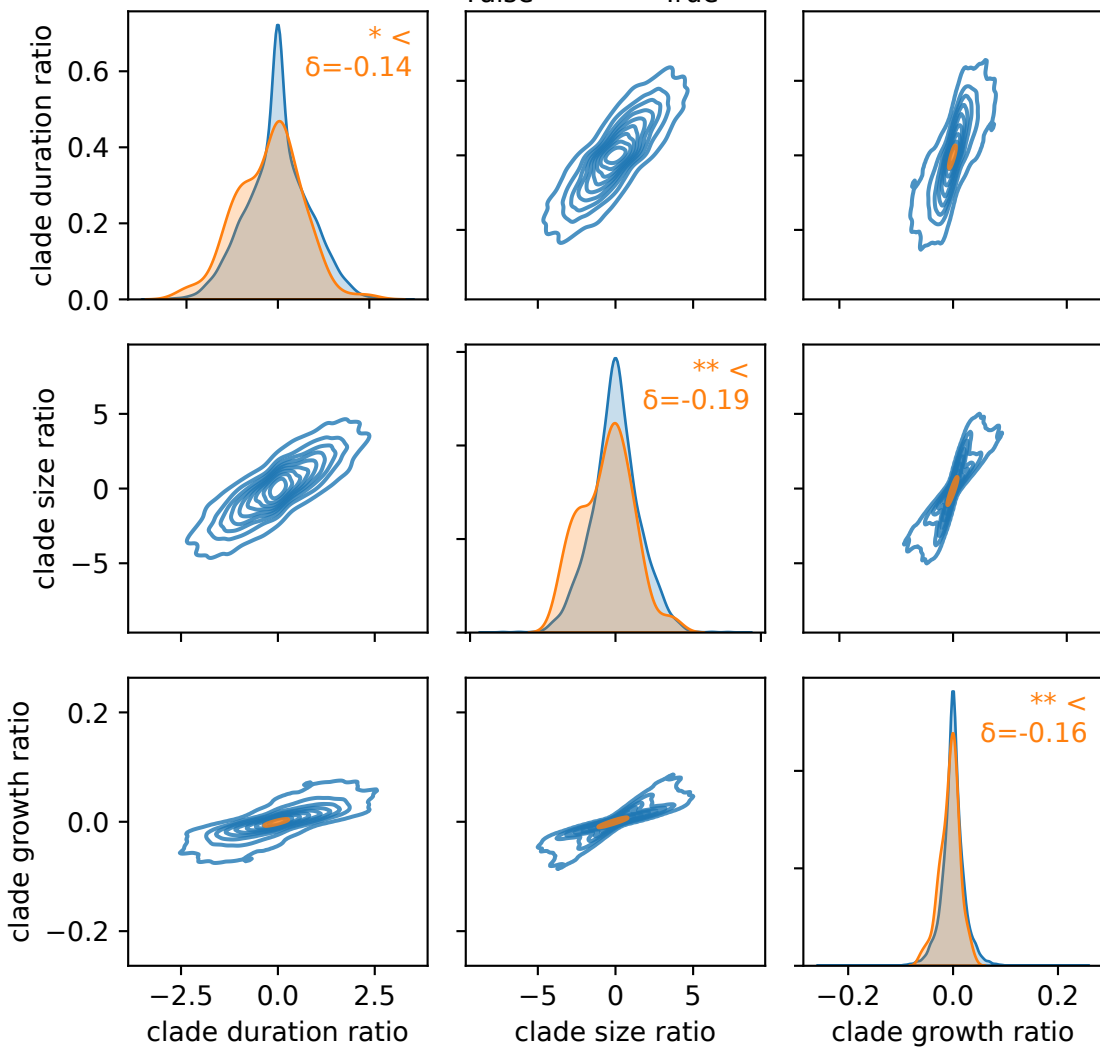 * <
δ=-0.14
clade duration ratio
0.6
0.4
0.2
0.0
** <
δ=-0.19
clade size ratio
5
0
−5
** <
δ=-0.16
clade growth ratio
0.2
0.0
−0.2
−2.5 0.0 2.5
−5 0 5
−0.2 0.0 0.2
clade duration ratio
clade size ratio
clade growth ratio